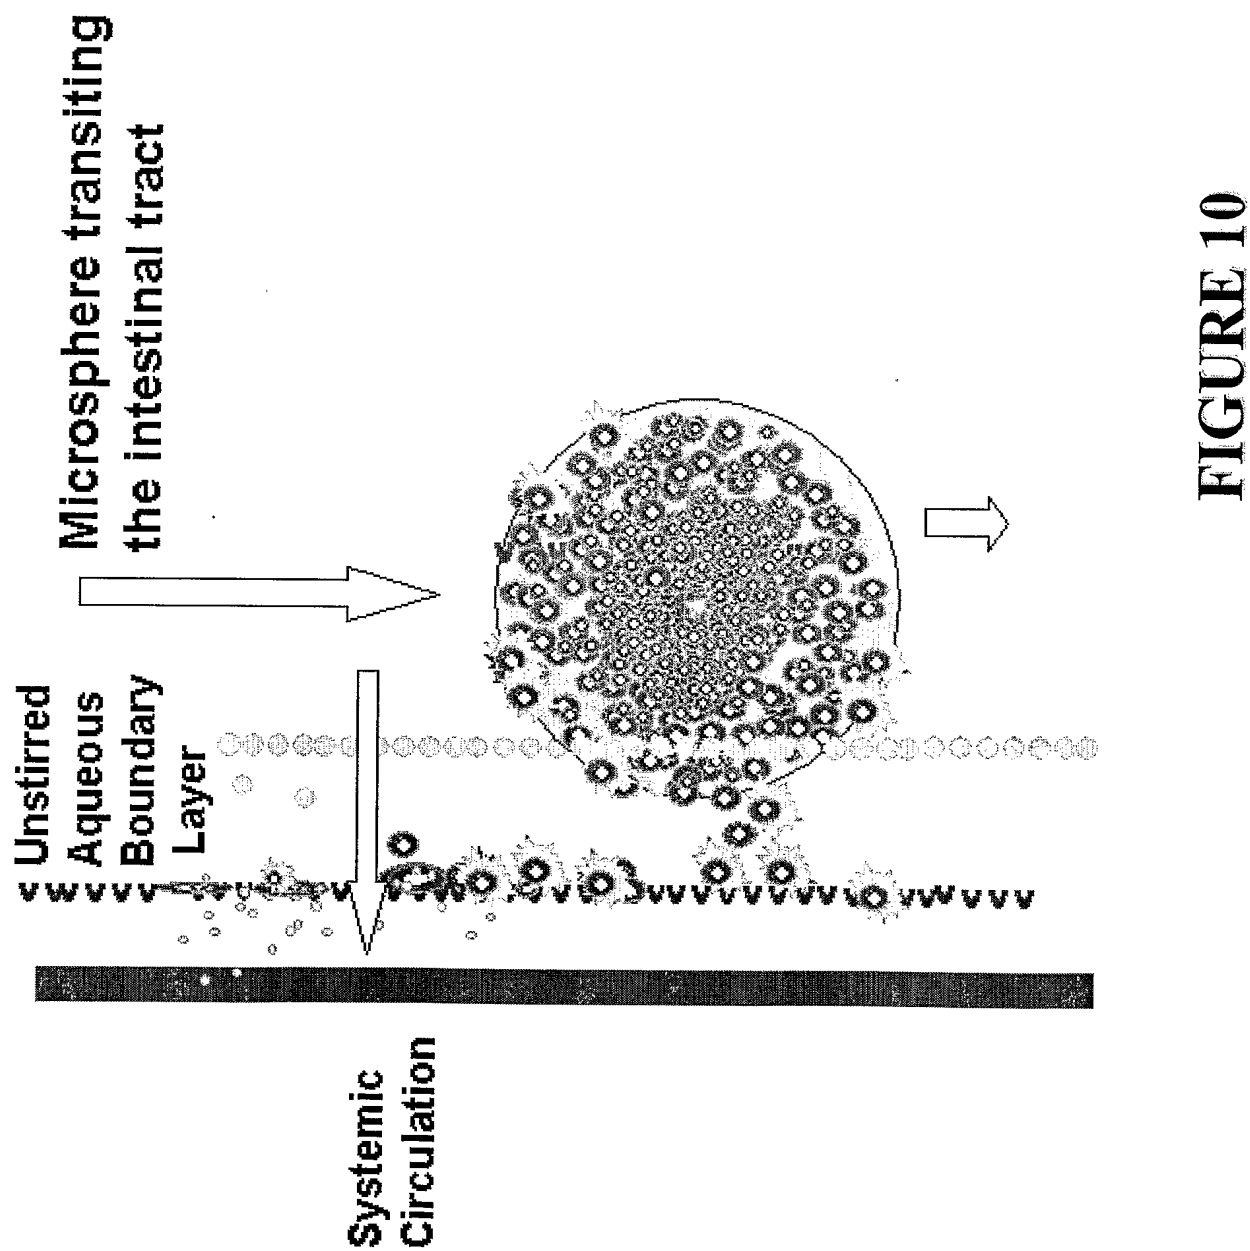 Microsphere transiting
the intestinal tract
Unstirred
Aqueous
Boundary
Layer
Systemic
Circulation
FIGURE 10